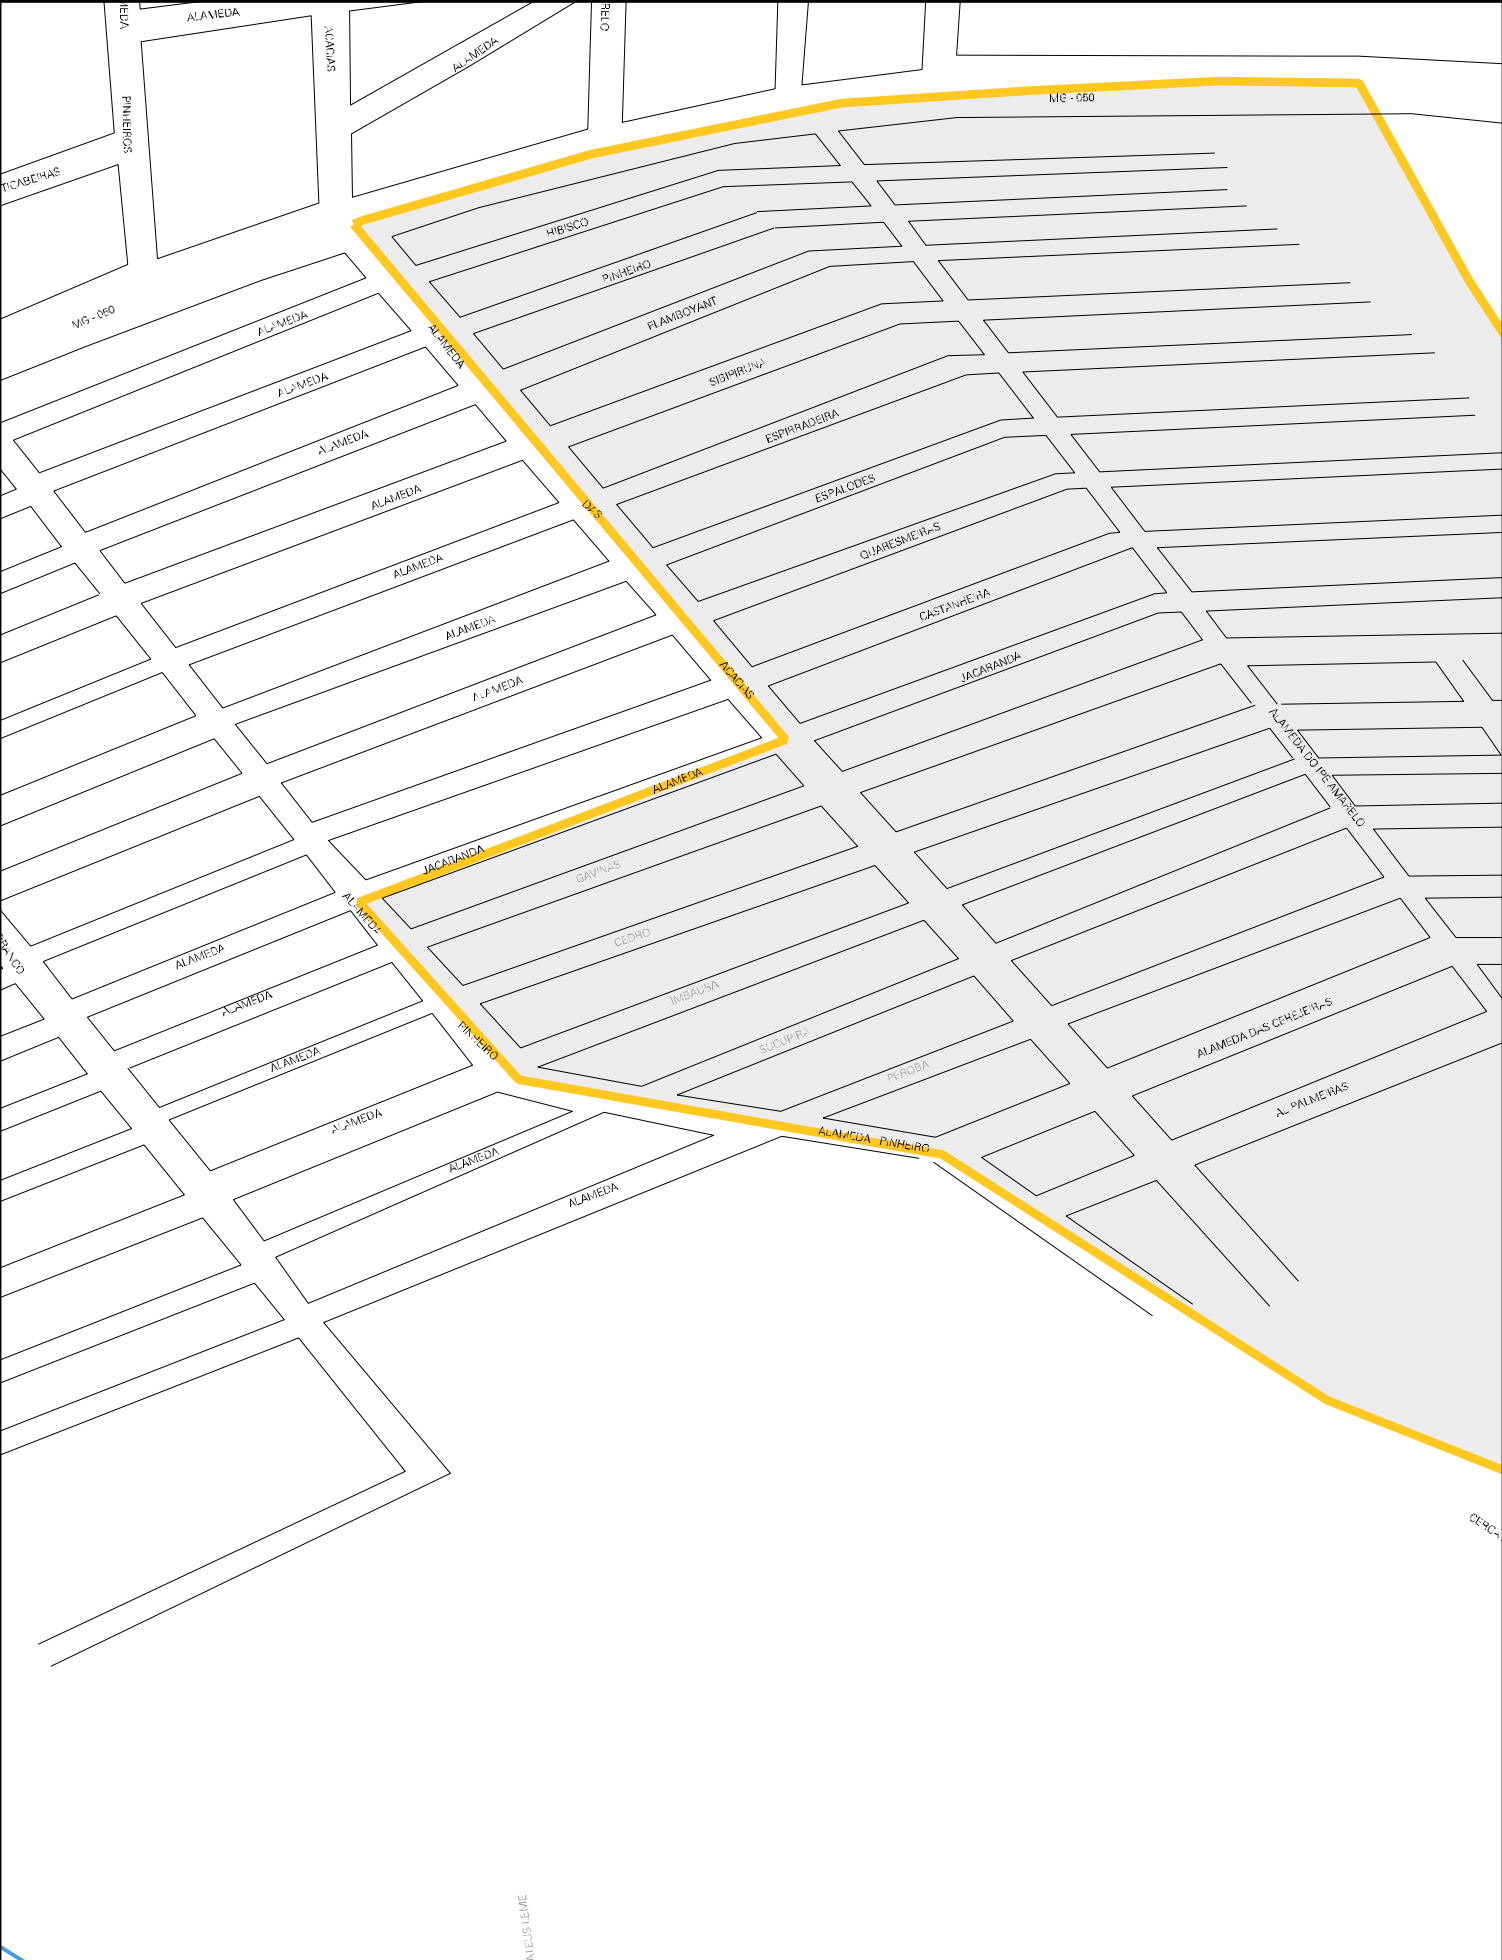 ALAMEDA
ACACIAS
ALAMEDA
PINHEIROS
MG - 050
HIBISCO
PINHEIRO
MG - 050
ALAMEDA
FLAMBOYANT
ALAMEDA
ALAMEDA
SIBIPIRUNA
ALAMEDA
ESPIRRADEIRA
ALAMEDA
ESPALODES
ALAMEDA
DAS
QUARESMEIRAS
ALAMEDA
CASTANHEIRA
ALAMEDA
JACARANDA
ALAMEDA
ACACIAS
ALAMEDA DO IPE AMARELO
ALAMEDA
JACARANDA
GAVINAS
ALAMEDA
CEDRO
ALAMEDA
IMBAUBA
ALAMEDA
PINHEIRO
SUCUPIRA
ALAMEDA DAS CEREJEIRAS
ALAMEDA
PEROBA
AL PALMEIRAS
ALAMEDA
ALAMEDA PINHEIRO
ALAMEDA
ALAMEDA